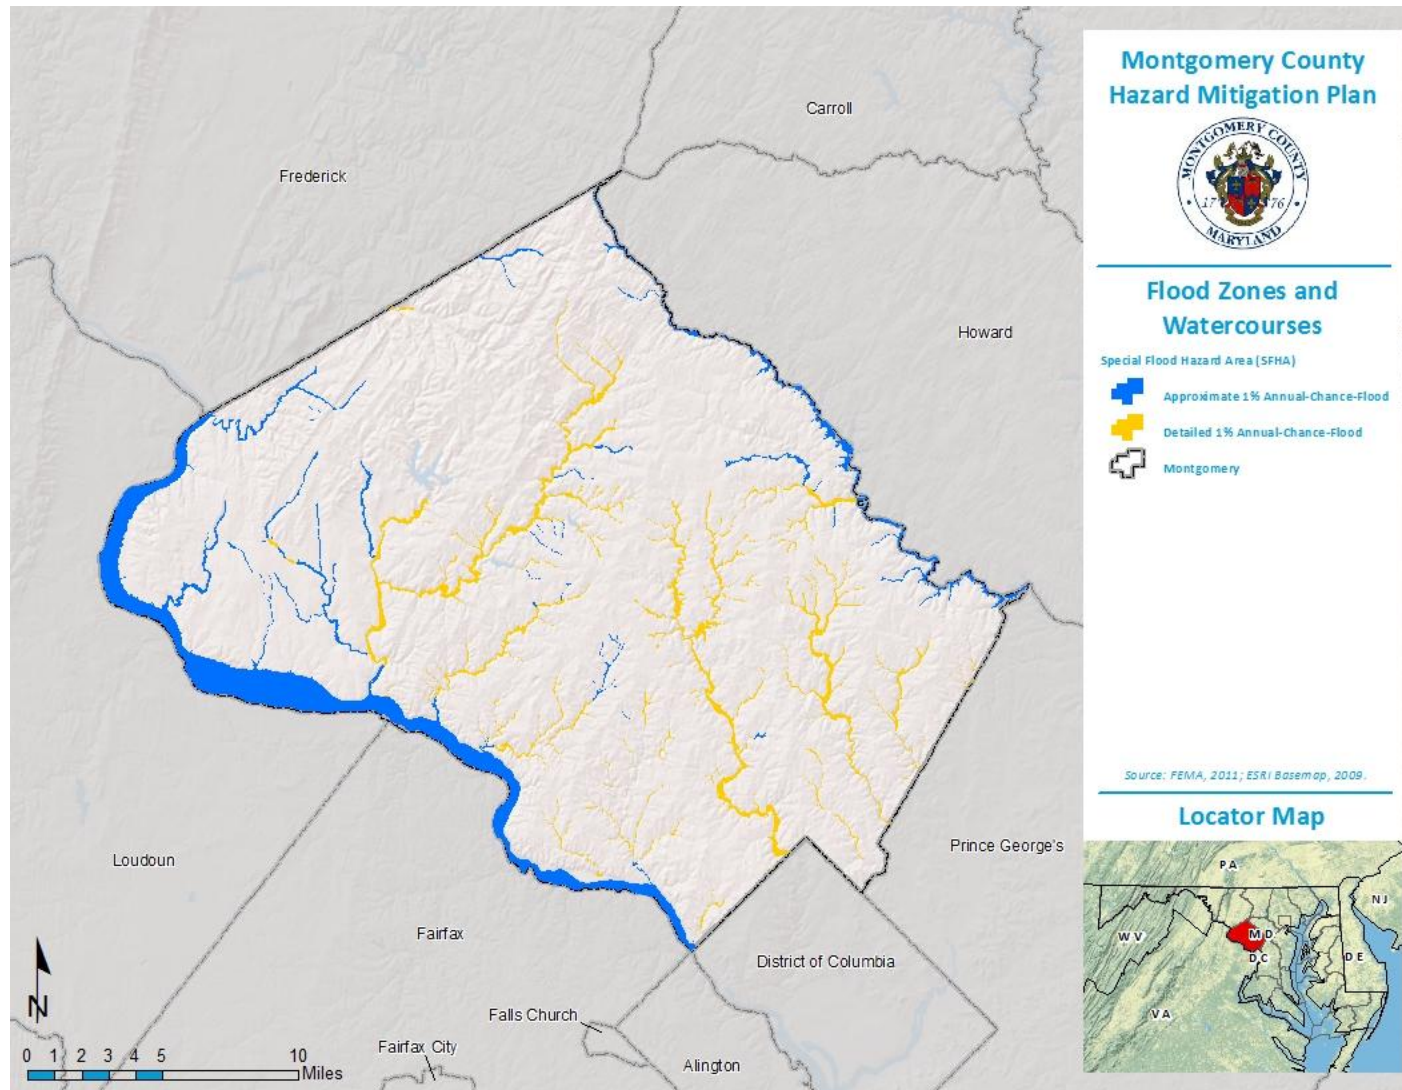 Montgomery County
Hazard Mitigation Plan
MONTGOMERY COUNTY
17 76
MARYLAND
Flood Zones and
Watercourses
Special Flood Hazard Area (SFHA)
Approximate 1% Annual-Chance-Flood
Detailed 1% Annual-Chance-Flood
Montgomery
Source: FEMA, 2011; ESRI Basemap, 2009.
Locator Map
PA
NJ
WV
MD
DC
DE
VA
Carroll
Frederick
Howard
Loudoun
Prince George's
Fairfax
District of Columbia
Falls Church
Fairfax City
Alington
N
0 1 2 3 4 5 10
Miles